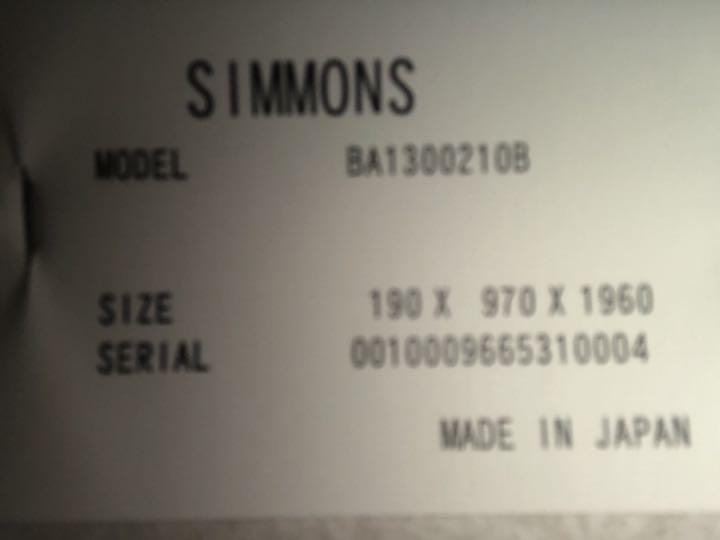 SIMMONS
MODEL BA1300210B
SIZE 190 X 970 X 1960
SERIAL 0010009665310004
MADE IN JAPAN